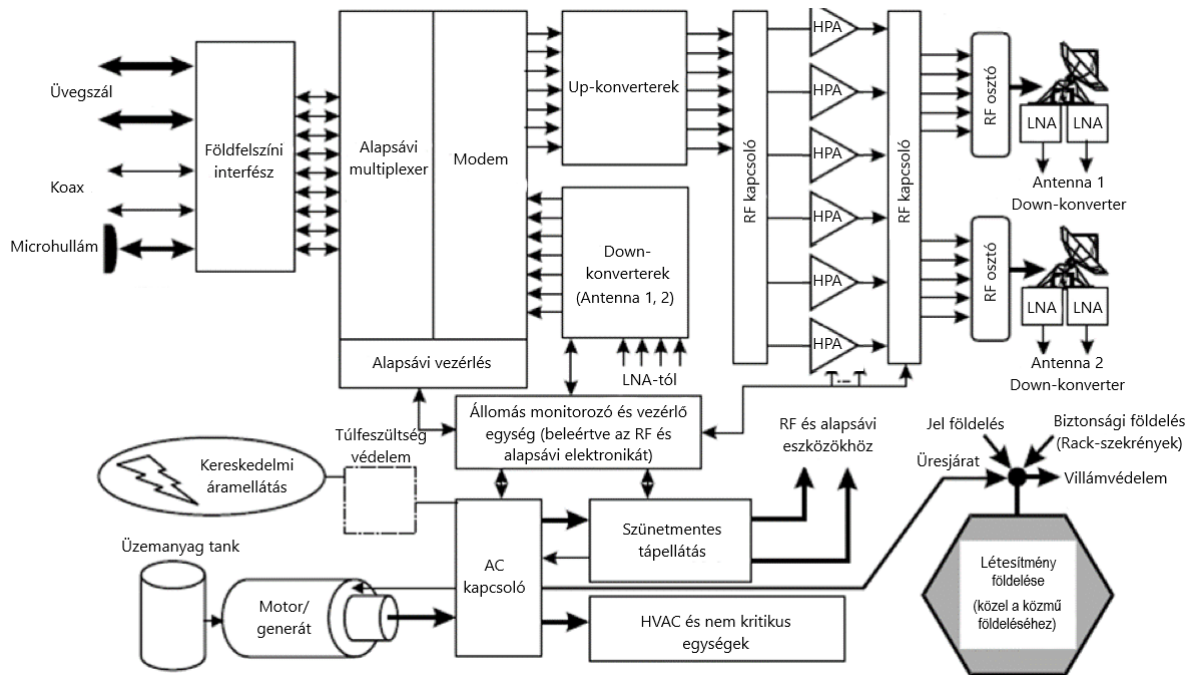 Üvegszál
Koax
Microhullám
Földfelszíni
interfész
Alapsávi
multiplexer
Modem
Alapsávi vezérlés
Up-konverterek
Down-
konverterek
(Antenna 1, 2)
LNA-tól
RF kapcsoló
HPA
HPA
HPA
HPA
HPA
HPA
RF kapcsoló
RF osztó
LNA
LNA
Antenna 1
Down-konverter
RF osztó
LNA
LNA
Antenna 2
Down-konverter
Állomás monitorozó és vezérlő
egység (beleértve az RF és
alapsávi elektronikát)
RF és alapsávi
eszközökhöz
Túlfeszültség
védelem
Kereskedelmi
áramellátás
Üzemanyag tank
Motor/
generát
AC
kapcsoló
Szünetmentes
tápellátás
HVAC és nem kritikus
egységek
Jel földelés
Biztonsági földelés
(Rack-szekrények)
Üresjárat
Villámvédelem
Létesítmény
földelése
(közel a közmű
földeléséhez)